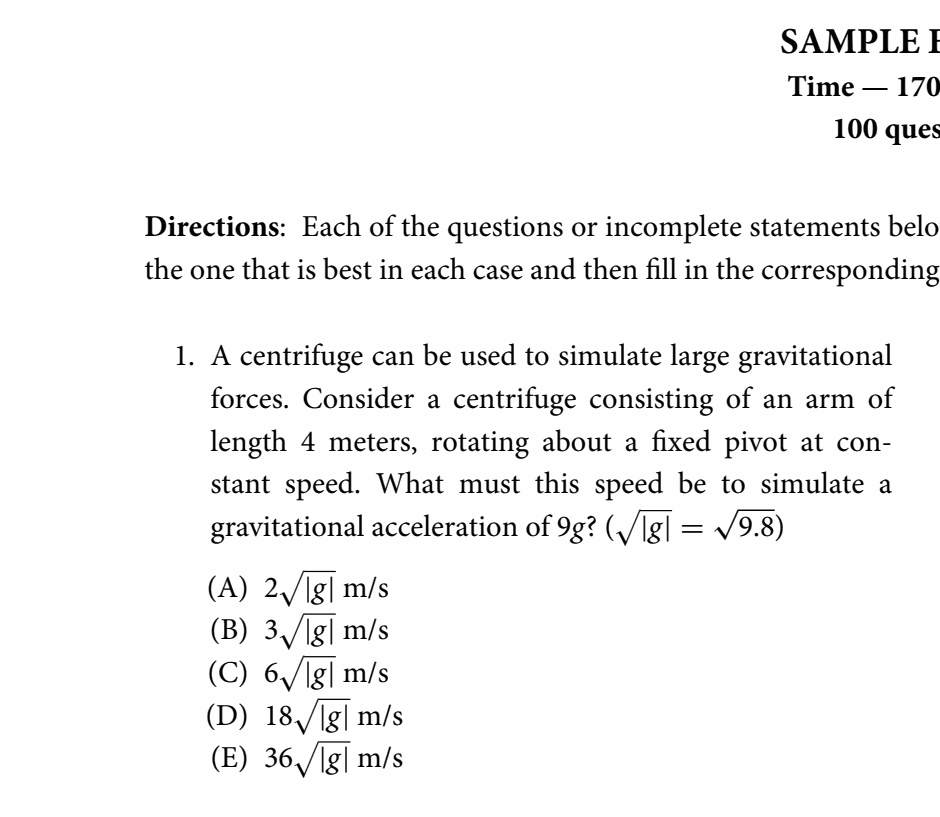 SAMPLE
Time — 170
100 ques
Directions: Each of the questions or incomplete statements belo
the one that is best in each case and then fill in the corresponding
1. A centrifuge can be used to simulate large gravitational
forces. Consider a centrifuge consisting of an arm of
length 4 meters, rotating about a fixed pivot at con-
stant speed. What must this speed be to simulate a
gravitational acceleration of 9g? (√|g| = √9.8)
(A) 2√|g| m/s
(B) 3√|g| m/s
(C) 6√|g| m/s
(D) 18√|g| m/s
(E) 36√|g| m/s